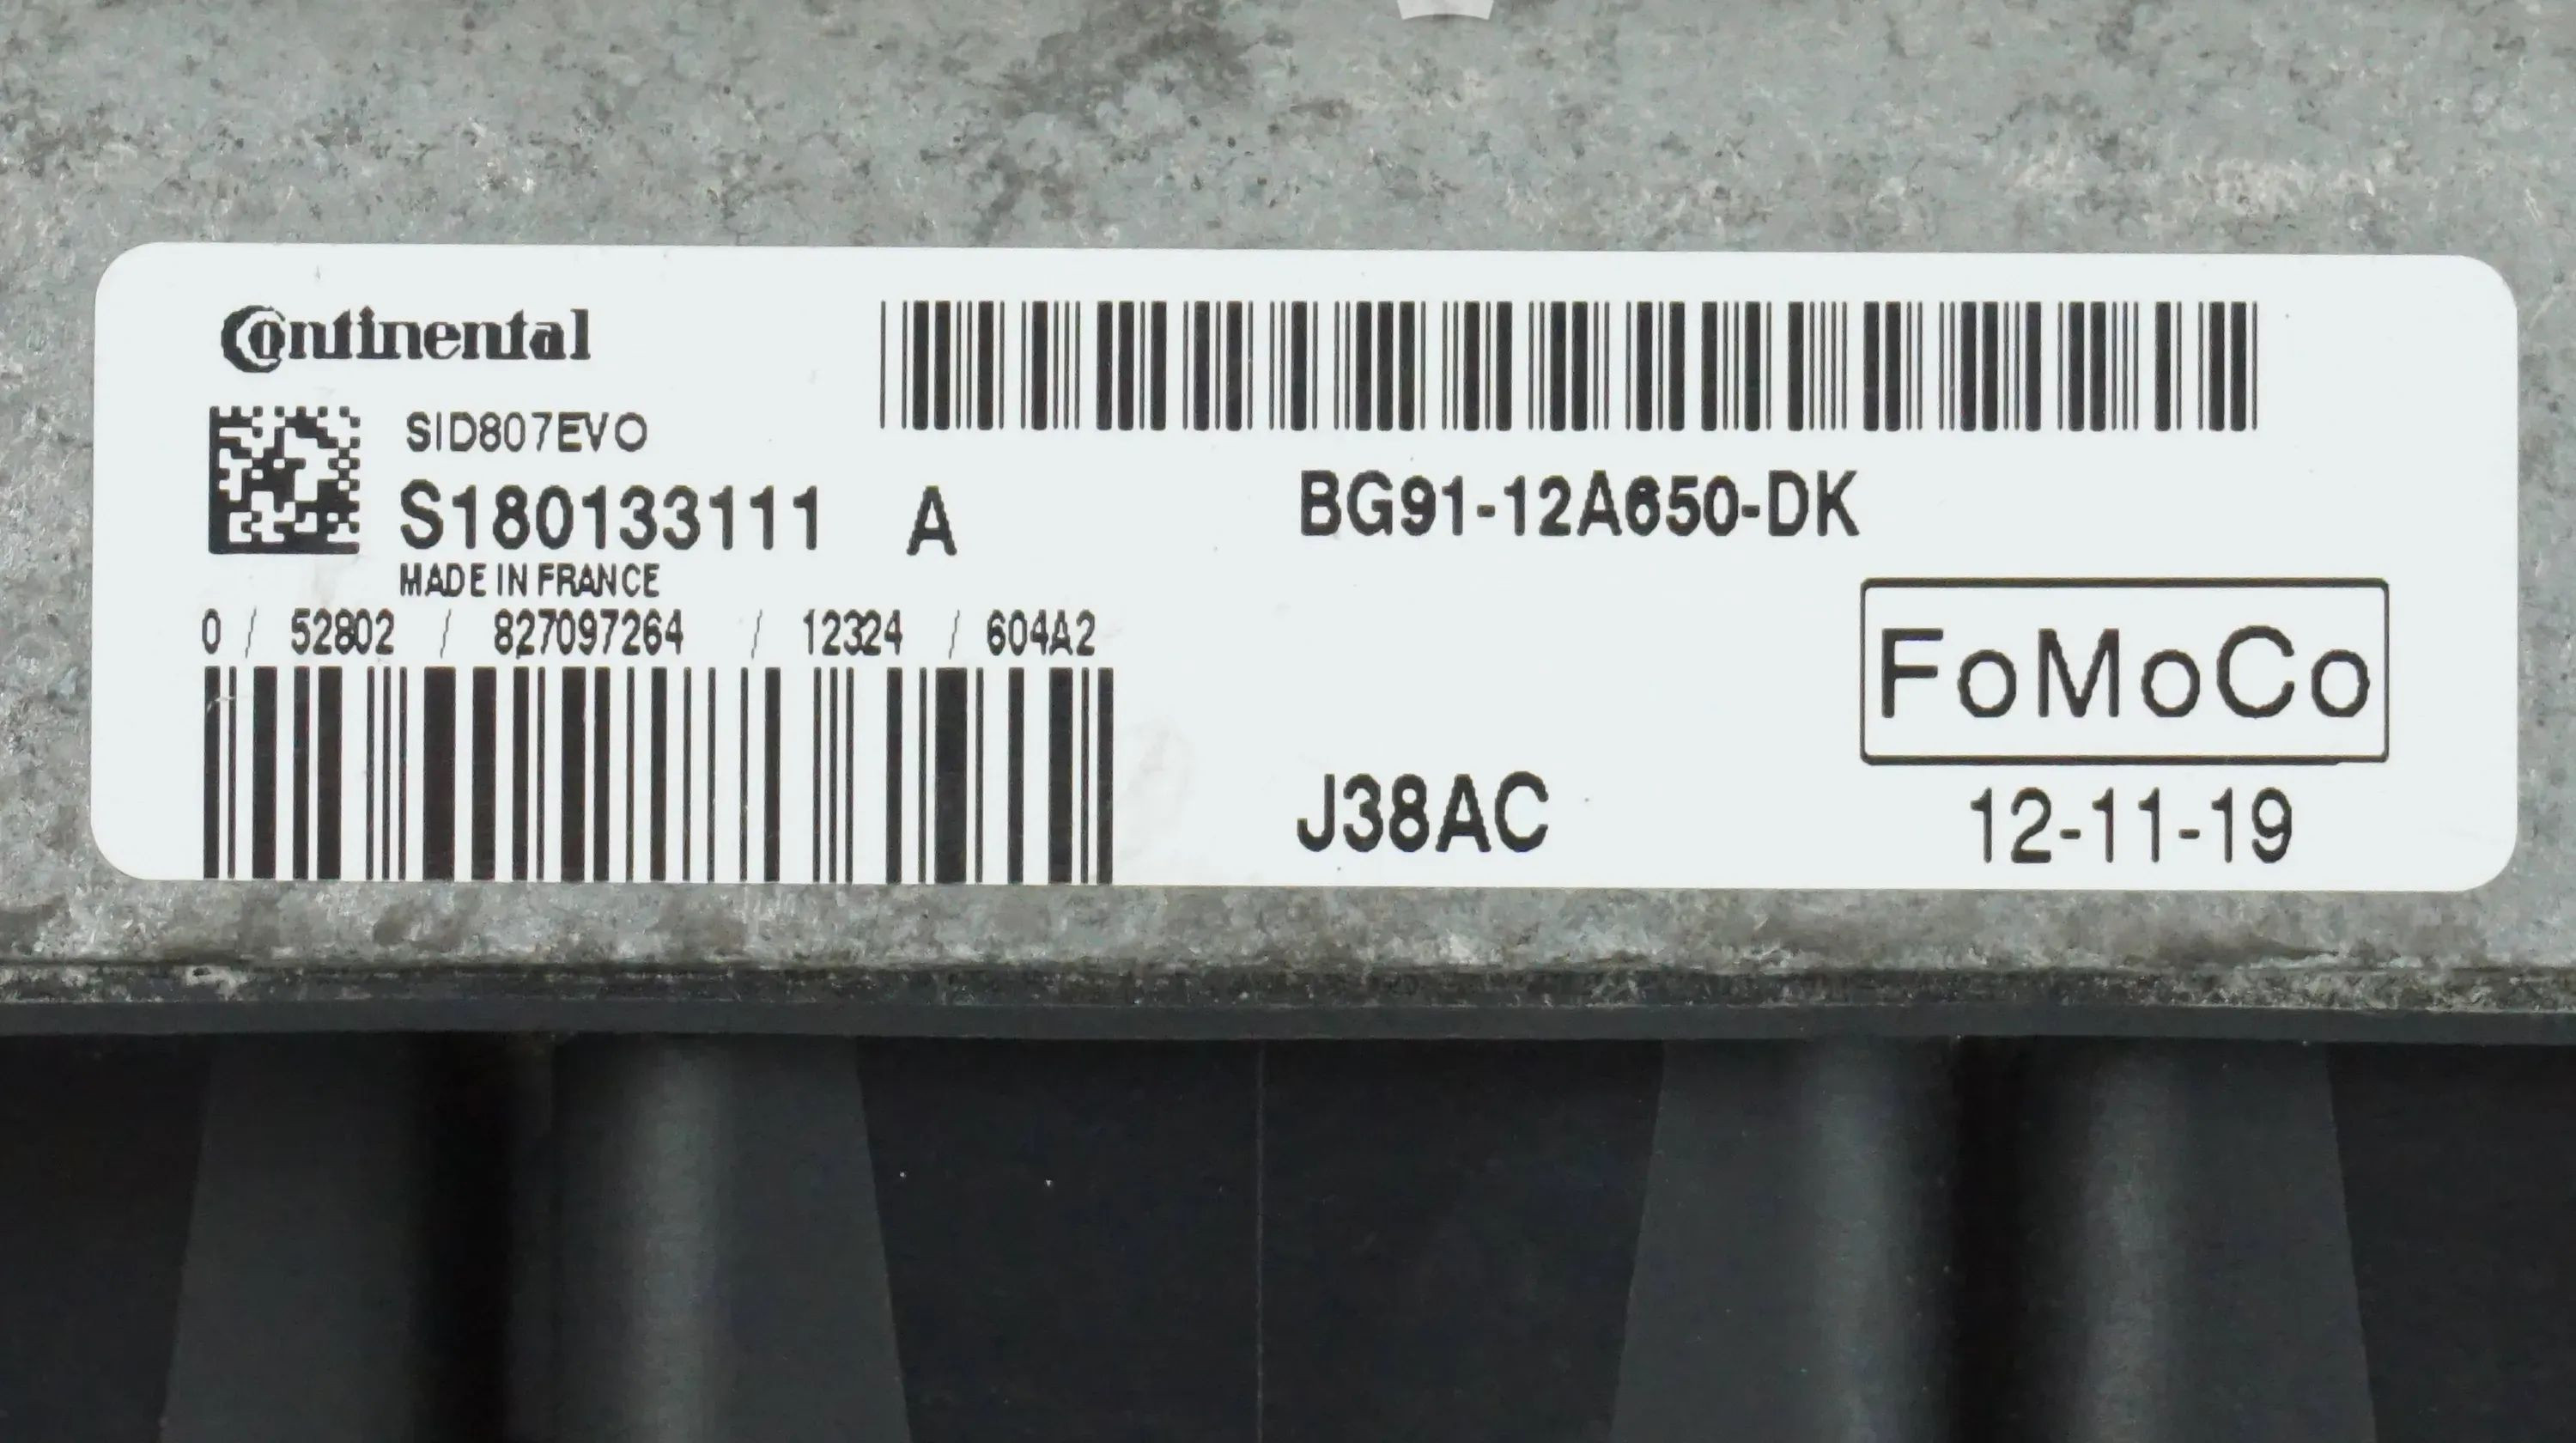 Continental
SID807EVO
S180133111 A
MADE IN FRANCE
0 / 52802 / 827097264 / 12324 / 604A2
BG91-12A650-DK
FoMoCo
J38AC
12-11-19